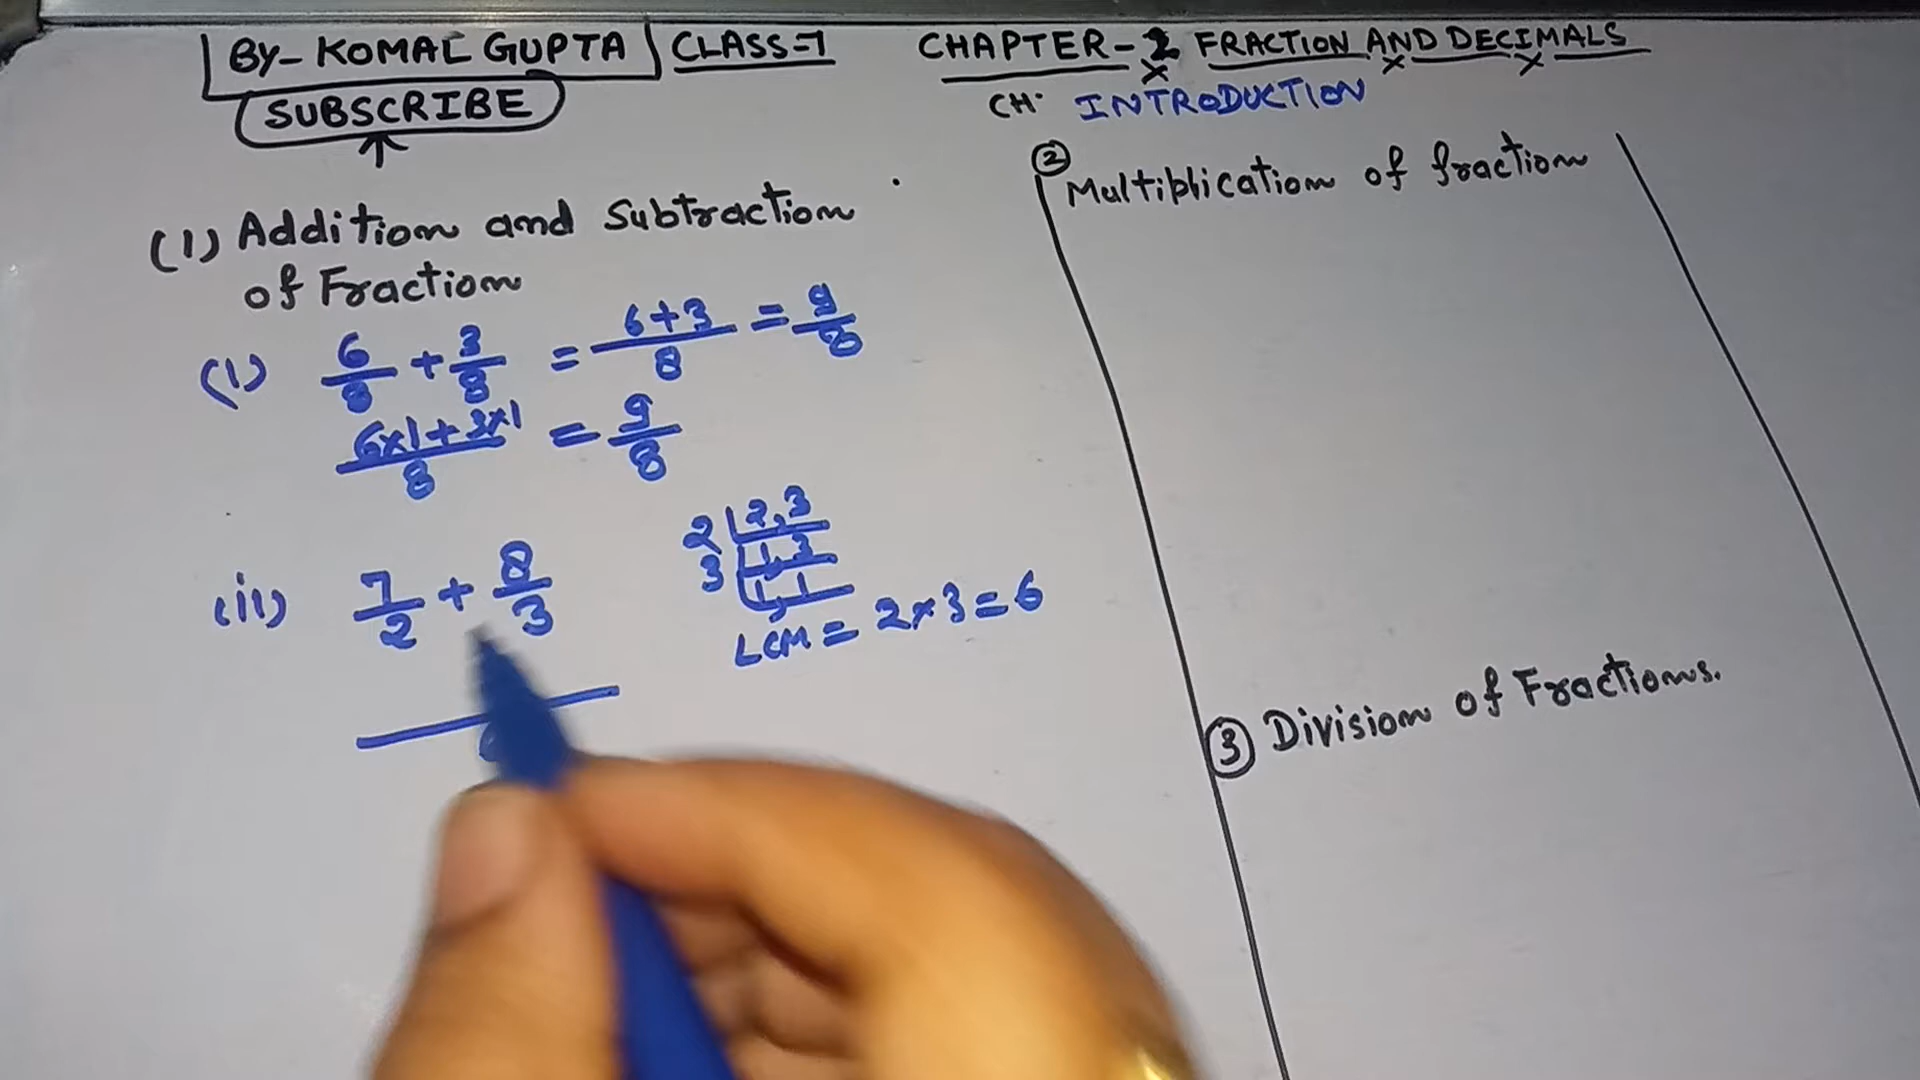 BY- KOMAL GUPTA CLASS-7 CHAPTER-2 FRACTION AND DECIMALS
SUBSCRIBE CH. INTRODUCTION
(1) Addition and Subtraction
of Fraction
(i) 6/8 + 3/8 = 6+3/8 = 9/8
6×1+3×1/8 = 9/8
(ii) 7/2 + 8/3
2 | 2, 3
3 | 1, 3
1, 1
LCM = 2×3=6
② Multiplication of fraction
③ Division of Fractions.